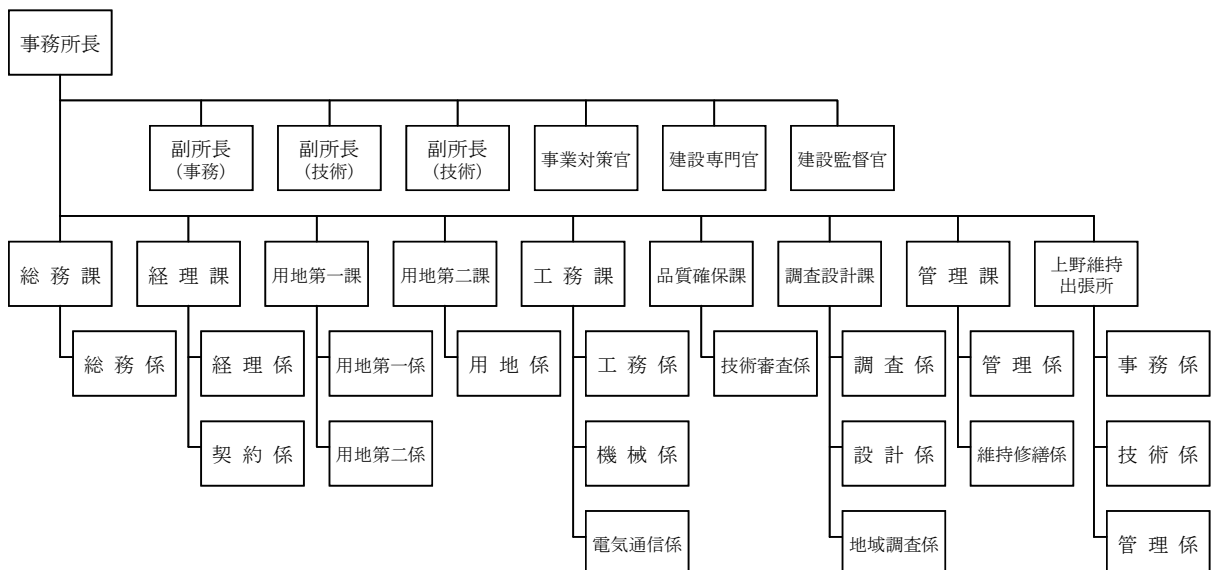 事務所長
副所長
(事務)
副所長
(技術)
副所長
(技術)
事業対策官
建設専門官
建設監督官
総務課
経理課
用地第一課
用地第二課
工務課
品質確保課
調査設計課
管理課
上野維持
出張所
総務係
経理係
用地第一係
用地係
工務係
技術審査係
調査係
管理係
事務係
契約係
用地第二係
機械係
設計係
維持修繕係
技術係
電気通信係
地域調査係
管理係